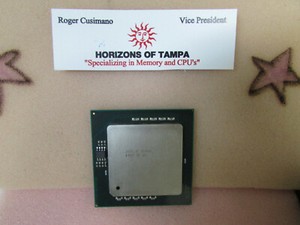 Roger Cusimano
Vice President
HORIZONS OF TAMPA
"Specializing in Memory and CPU's"